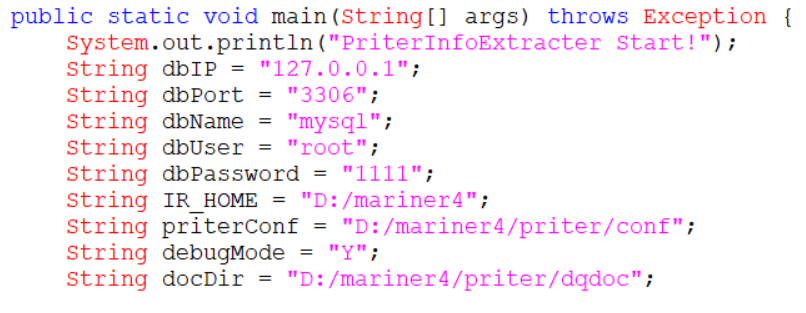 public static void main(String[] args) throws Exception {
    System.out.println("PriterInfoExtracter Start!");
    String dbIP = "127.0.0.1";
    String dbPort = "3306";
    String dbName = "mysql";
    String dbUser = "root";
    String dbPassword = "1111";
    String IR_HOME = "D:/mariner4";
    String priterConf = "D:/mariner4/priter/conf";
    String debugMode = "Y";
    String docDir = "D:/mariner4/priter/dqdoc";